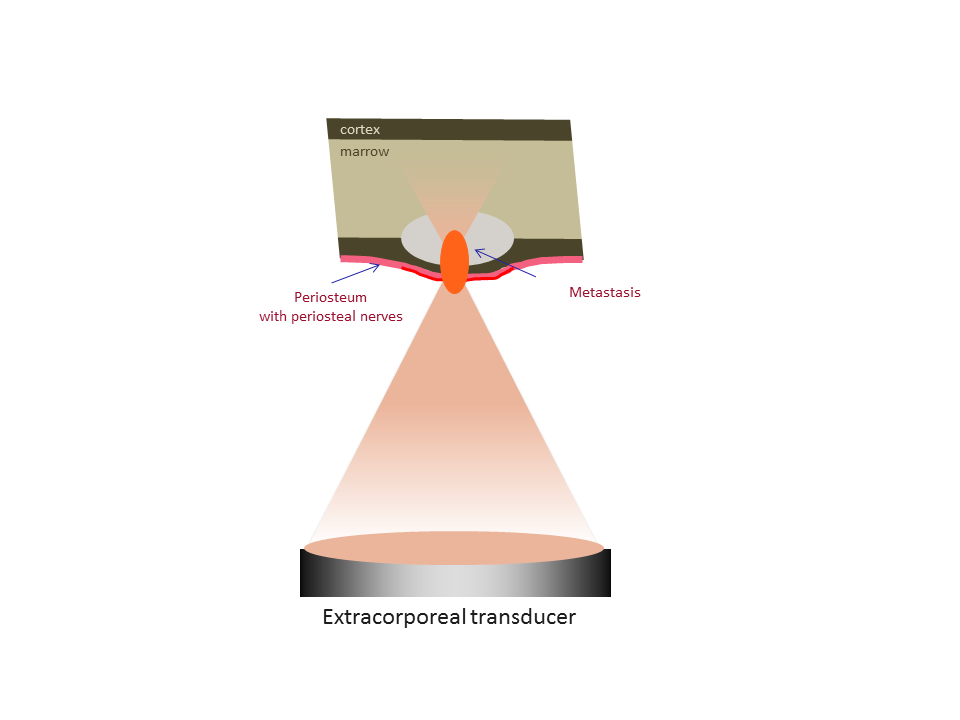 cortex
marrow
Periosteum
with periosteal nerves
Metastasis
Extracorporeal transducer